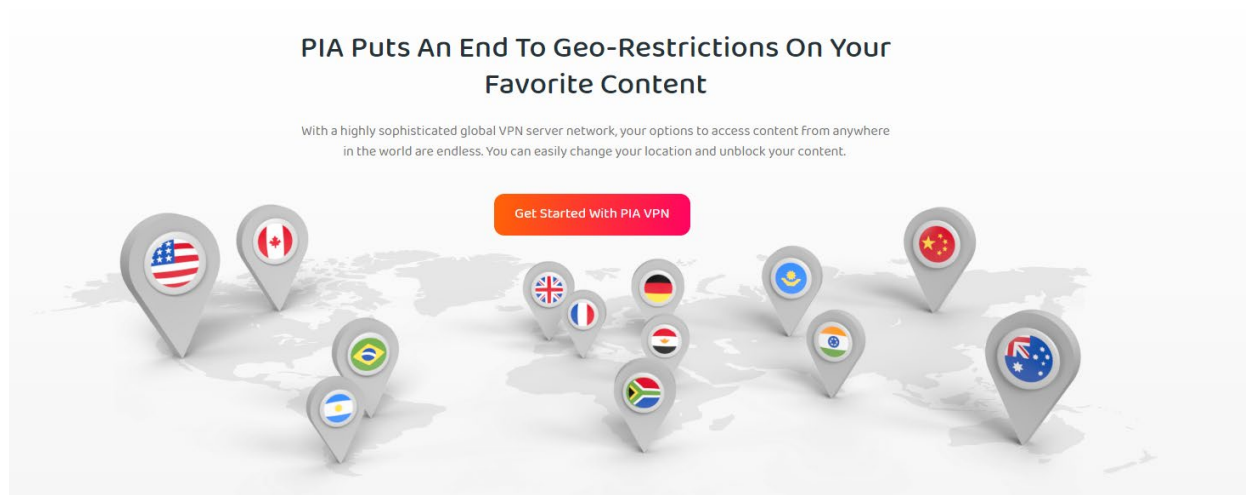 PIA Puts An End To Geo-Restrictions On Your
Favorite Content
With a highly sophisticated global VPN server network, your options to access content from anywhere
in the world are endless. You can easily change your location and unblock your content.
Get Started With PIA VPN